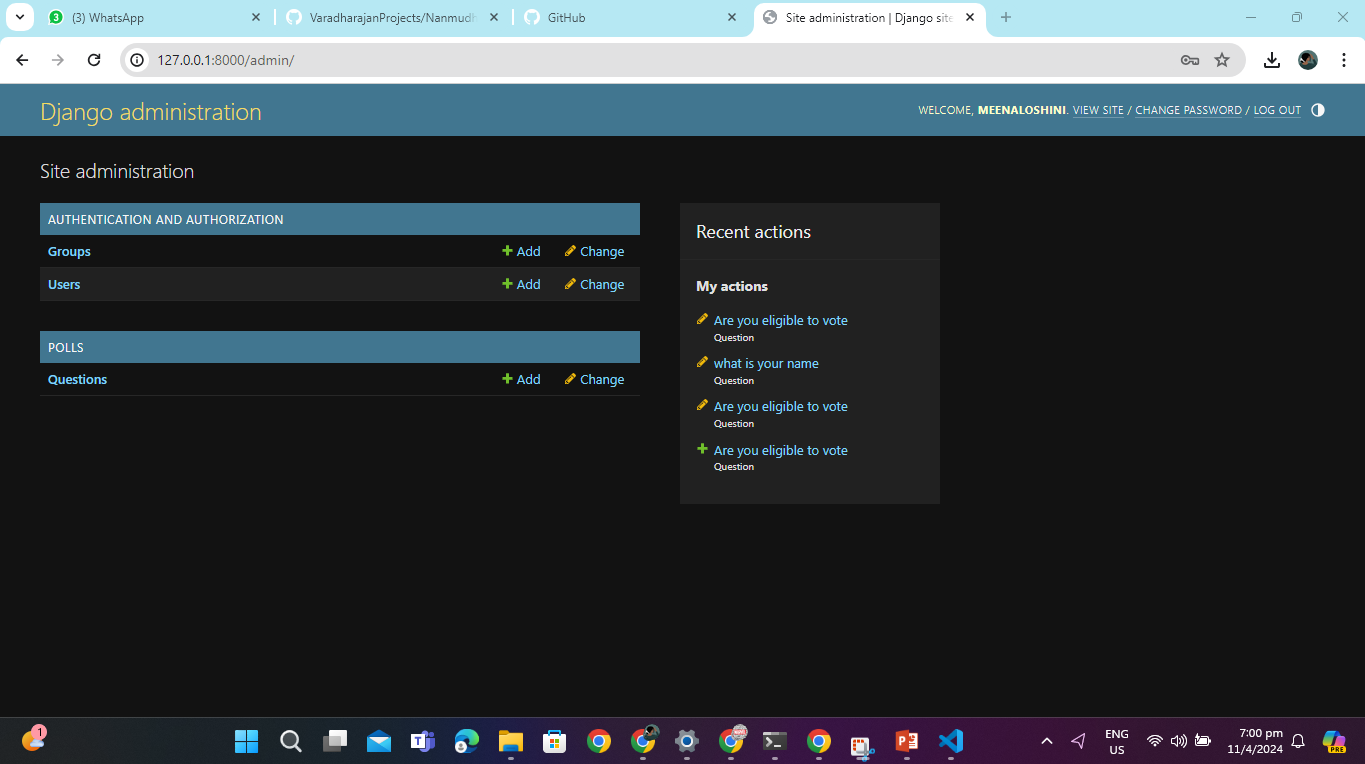 (3) WhatsApp
VaradharajanProjects/Nanmudh
GitHub
Site administration | Django site
127.0.0.1:8000/admin/
Django administration
WELCOME, MEENALOSHINI. VIEW SITE / CHANGE PASSWORD / LOG OUT
Site administration
AUTHENTICATION AND AUTHORIZATION
Groups Add Change
Users Add Change
POLLS
Questions Add Change
Recent actions
My actions
Are you eligible to vote
Question
what is your name
Question
Are you eligible to vote
Question
Are you eligible to vote
Question
1
ENG
US
7:00 pm
11/4/2024
PRE